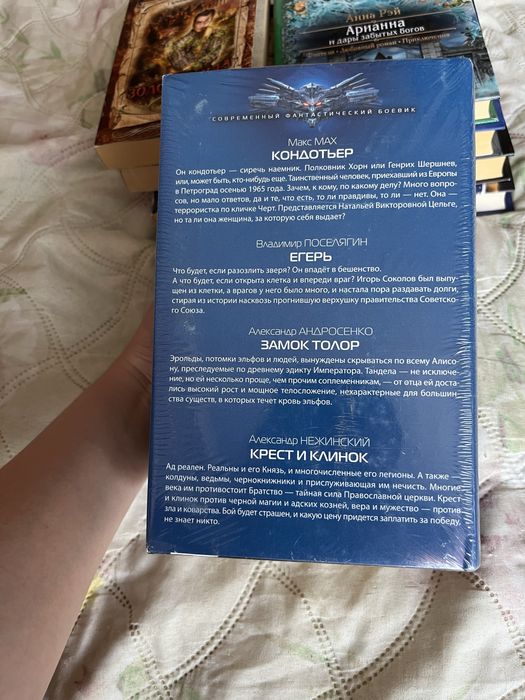 Анна Рэй
Арианна
и дары забытых богов
Любовный роман • Приключения
СОВРЕМЕННЫЙ ФАНТАСТИЧЕСКИЙ БОЕВИК
Макс МАХ
КОНДОТЬЕР
Он кондотьер — сиречь наемник. Полковник Хорн или Генрих Шершнев,
или, может быть, кто-нибудь еще. Таинственный человек, приехавший из Европы
в Петроград осенью 1965 года. Зачем, к кому, по какому делу? Много вопро-
сов, но мало ответов, да и те, что есть, то ли правдивы, то ли — нет. Она —
террористка по кличке Черт. Представляется Натальей Викторовной Цельге,
но та ли она женщина, за которую себя выдает?
Владимир ПОСЕЛЯГИН
ЕГЕРЬ
Что будет, если разозлить зверя? Он впадёт в бешенство.
А что будет, если открыта клетка и впереди враг? Игорь Соколов был выпу-
щен из клетки, а врагов у него было много, и настала пора раздавать долги,
стирая из истории насквозь прогнившую верхушку правительства Советско-
го Союза.
Александр АНДРОСЕНКО
ЗАМОК ТОЛОР
Эрольды, потомки эльфов и людей, вынуждены скрываться по всему Алисо-
ну, преследуемые по древнему эдикту Императора. Тандела — не исключе-
ние, но ей несколько проще, чем прочим соплеменникам, — от отца ей доста-
лись высокий рост и мощное телосложение, нехарактерные для большин-
ства существ, в которых течет кровь эльфов.
Александр НЕЖИНСКИЙ
КРЕСТ И КЛИНОК
Ад реален. Реальны и его Князь, и многочисленные его легионы. А также —
колдуны, ведьмы, чернокнижники и прислуживающая им нечисть. Многие
века им противостоит Братство — тайная сила Православной церкви. Крест
и клинок против черной магии и адских козней, вера и мужество — против
зла и коварства. Бой будет страшен, и какую цену придется заплатить за победу,
не знает никто.